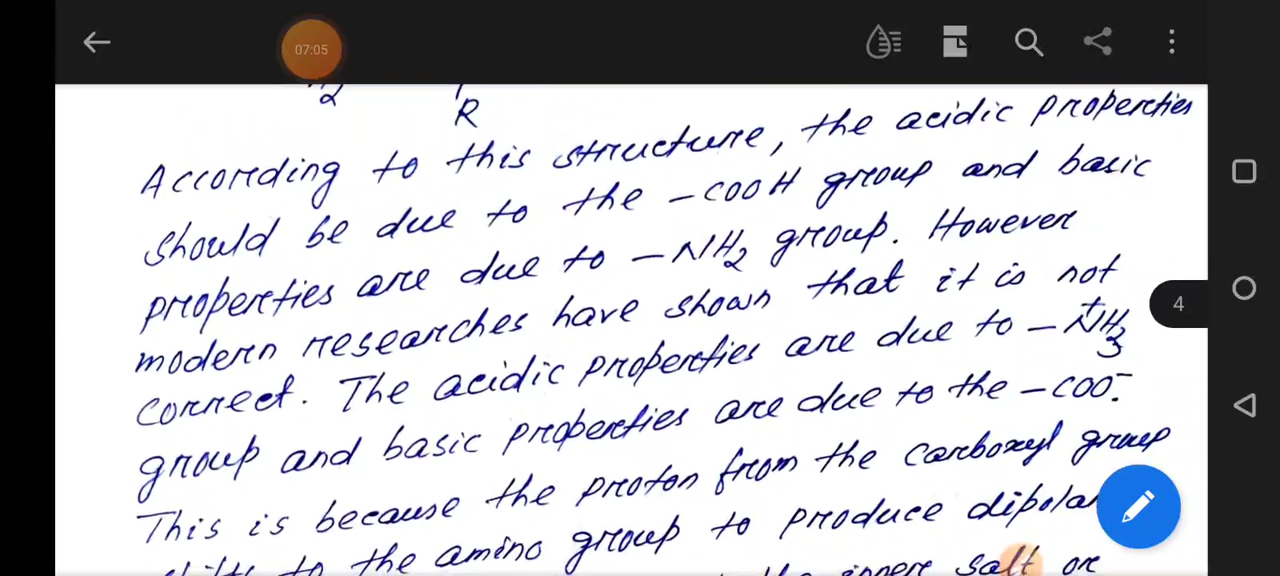 07:05
2
R
According to this structure, the acidic properties
should be due to the -COOH group and basic
properties are due to -NH2 group. However
modern researches have shown that it is not
correct. The acidic properties are due to -N+H3
group and basic properties are due to the -COO-.
This is because the proton from the carboxyl group
to the amino group to produce dipolar
inner salt or
4